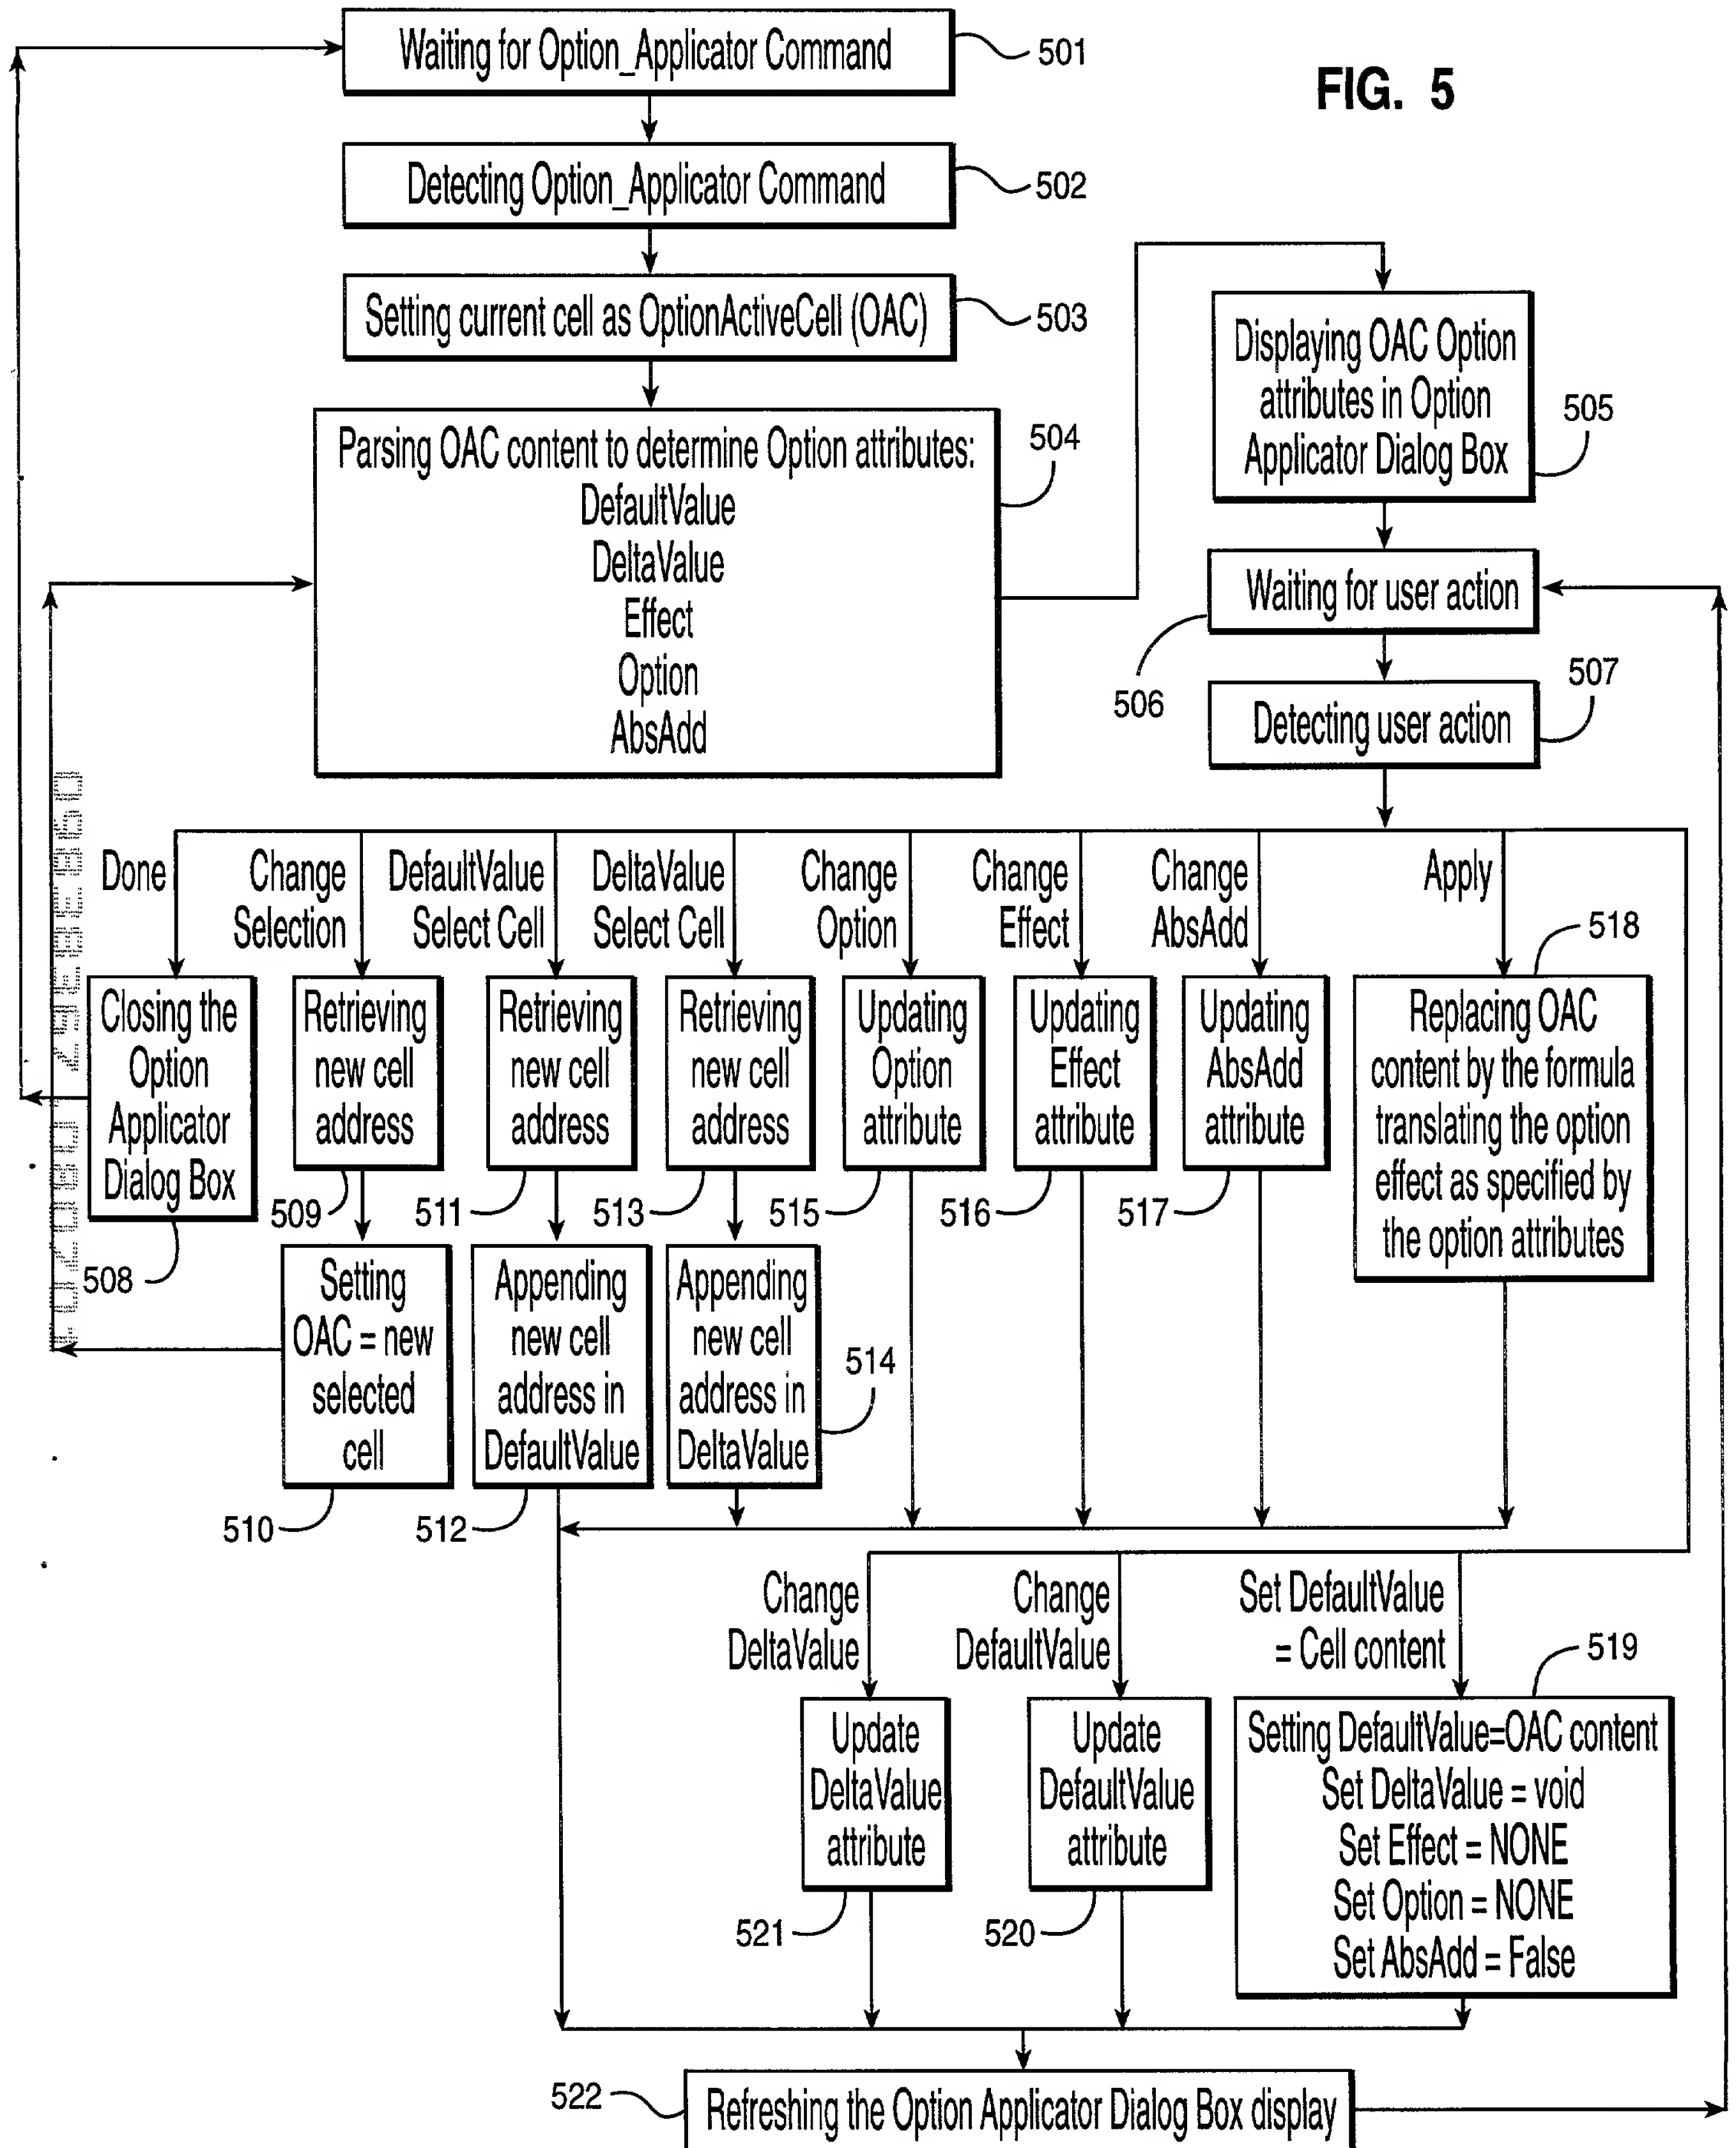 FIG. 5
Waiting for Option_Applicator Command
501
Detecting Option_Applicator Command
502
Setting current cell as OptionActiveCell (OAC)
503
Parsing OAC content to determine Option attributes:
DefaultValue
DeltaValue
Effect
Option
AbsAdd
504
Displaying OAC Option
attributes in Option
Applicator Dialog Box
505
Waiting for user action
506
Detecting user action
507
Done
Change
Selection
DefaultValue
Select Cell
DeltaValue
Select Cell
Change
Option
Change
Effect
Change
AbsAdd
Apply
Closing the
Option
Applicator
Dialog Box
508
Retrieving
new cell
address
509
Retrieving
new cell
address
511
Retrieving
new cell
address
513
Updating
Option
attribute
515
Updating
Effect
attribute
516
Updating
AbsAdd
attribute
517
Replacing OAC
content by the formula
translating the option
effect as specified by
the option attributes
518
Setting
OAC = new
selected
cell
510
Appending
new cell
address in
DefaultValue
512
Appending
new cell
address in
DeltaValue
514
Change
DeltaValue
Change
DefaultValue
Set DefaultValue
= Cell content
Update
DeltaValue
attribute
521
Update
DefaultValue
attribute
520
Setting DefaultValue=OAC content
Set DeltaValue = void
Set Effect = NONE
Set Option = NONE
Set AbsAdd = False
519
522
Refreshing the Option Applicator Dialog Box display